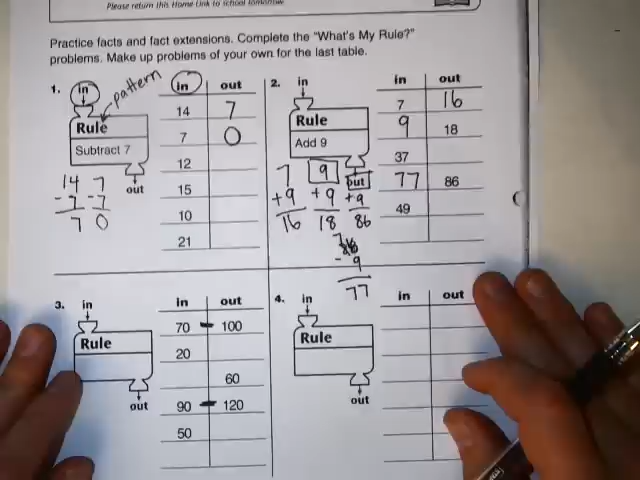 Please return this Home Link to school tomorrow
Practice facts and fact extensions. Complete the "What's My Rule?"
problems. Make up problems of your own for the last table.
1.
in
pattern
Rule
Subtract 7
out
14 7
- 7 - 7
7 0
in out
14 7
7 0
12
15
10
21
2.
in
Rule
Add 9
out
7 9
+9 +9 +9
16 18 86
- 9
77
in out
7 16
9 18
37
77 86
49
3.
in
Rule
out
in out
70 100
20
60
90 120
50
4.
in
Rule
out
in out